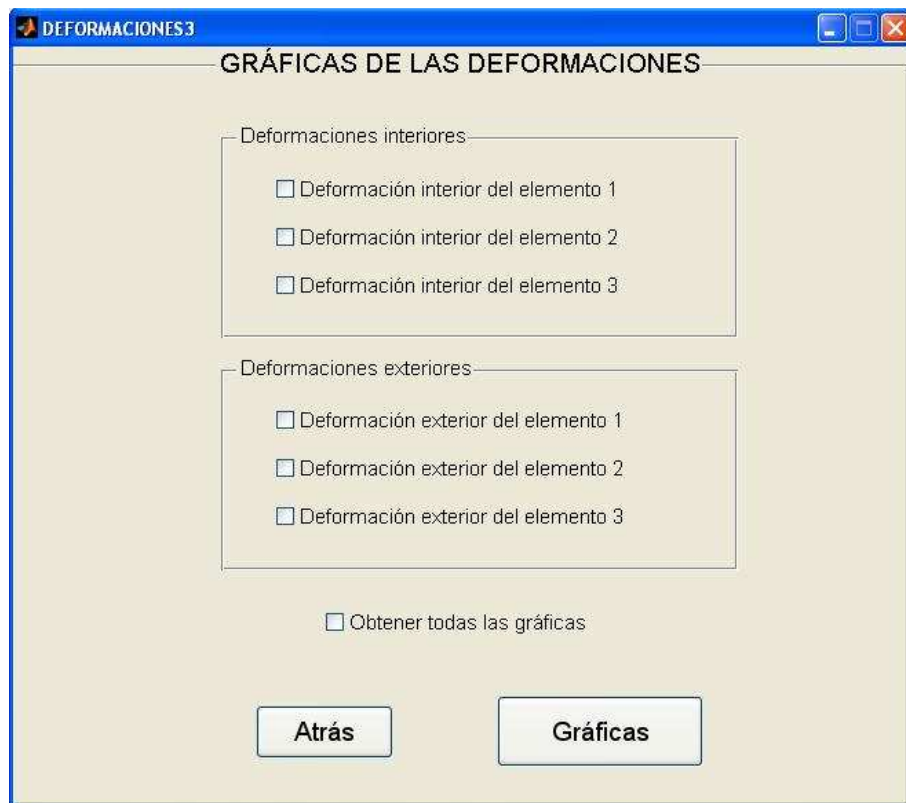 DEFORMACIONES3
GRÁFICAS DE LAS DEFORMACIONES
Deformaciones interiores
Deformación interior del elemento 1
Deformación interior del elemento 2
Deformación interior del elemento 3
Deformaciones exteriores
Deformación exterior del elemento 1
Deformación exterior del elemento 2
Deformación exterior del elemento 3
Obtener todas las gráficas
Atrás
Gráficas